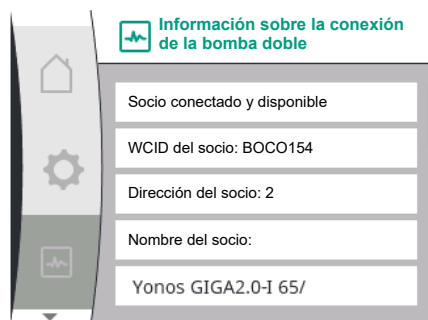 Información sobre la conexión
de la bomba doble
Socio conectado y disponible
WCID del socio: BOCO154
Dirección del socio: 2
Nombre del socio:
Yonos GIGA2.0-I 65/